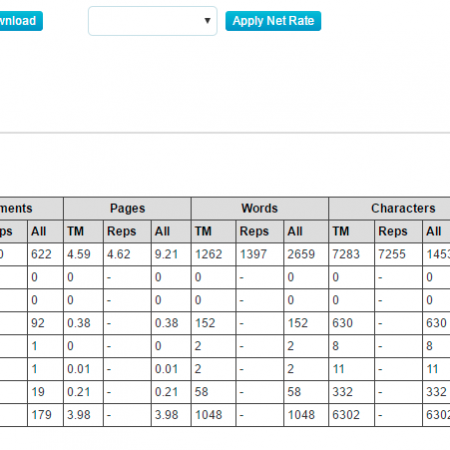 wnload Apply Net Rate
ments Pages Words Characters
ps All TM Reps All TM Reps All TM Reps All
0 622 4.59 4.62 9.21 1262 1397 2659 7283 7255 1453
0 0 - 0 0 - 0 0 - 0
0 0 - 0 0 - 0 0 - 0
92 0.38 - 0.38 152 - 152 630 - 630
1 0 - 0 2 - 2 8 - 8
1 0.01 - 0.01 2 - 2 11 - 11
19 0.21 - 0.21 58 - 58 332 - 332
179 3.98 - 3.98 1048 - 1048 6302 - 6302